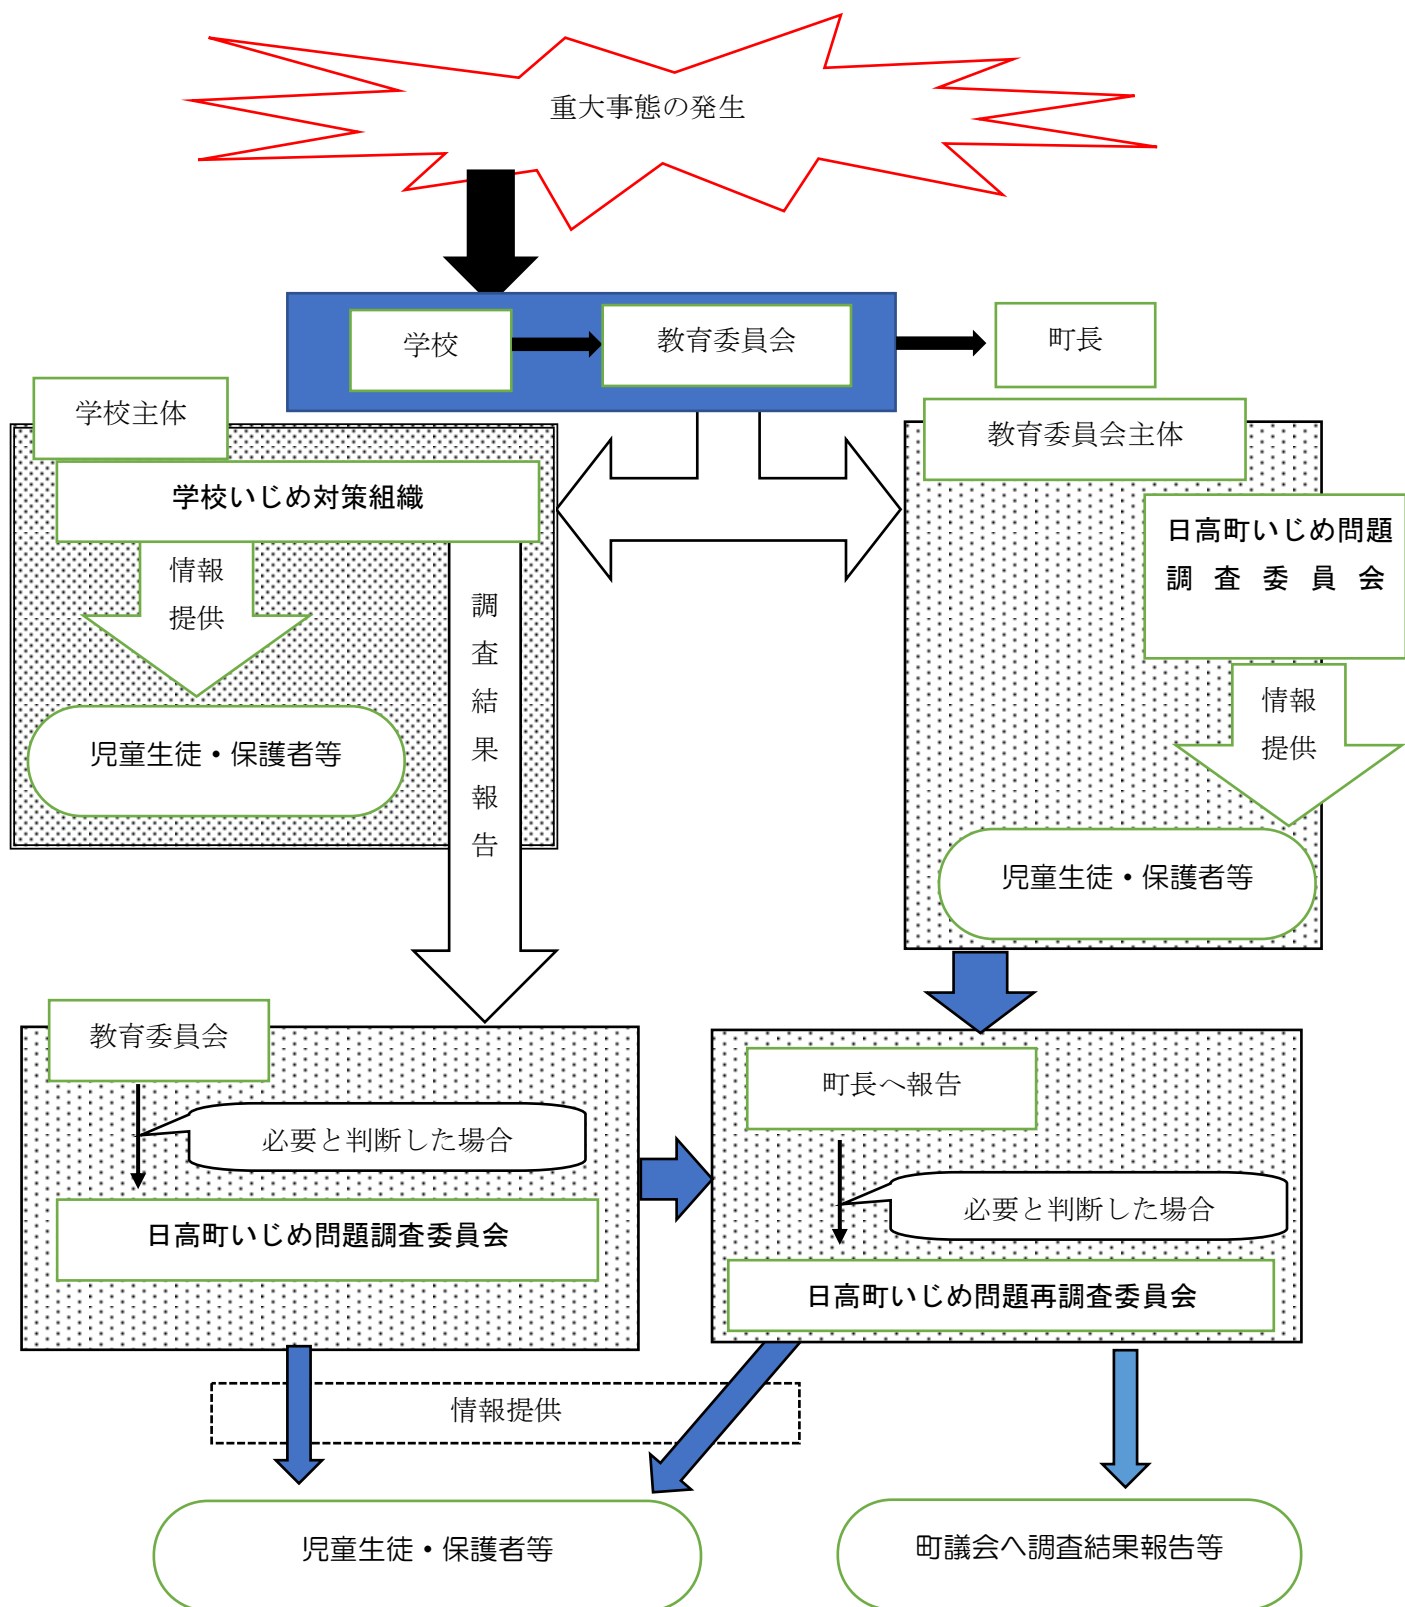 重大事態の発生
学校
教育委員会
町長
学校主体
学校いじめ対策組織
情報
提供
児童生徒・保護者等
調
査
結
果
報
告
教育委員会主体
日高町いじめ問題
調査委員会
情報
提供
児童生徒・保護者等
教育委員会
必要と判断した場合
日高町いじめ問題調査委員会
町長へ報告
必要と判断した場合
日高町いじめ問題再調査委員会
情報提供
児童生徒・保護者等
町議会へ調査結果報告等